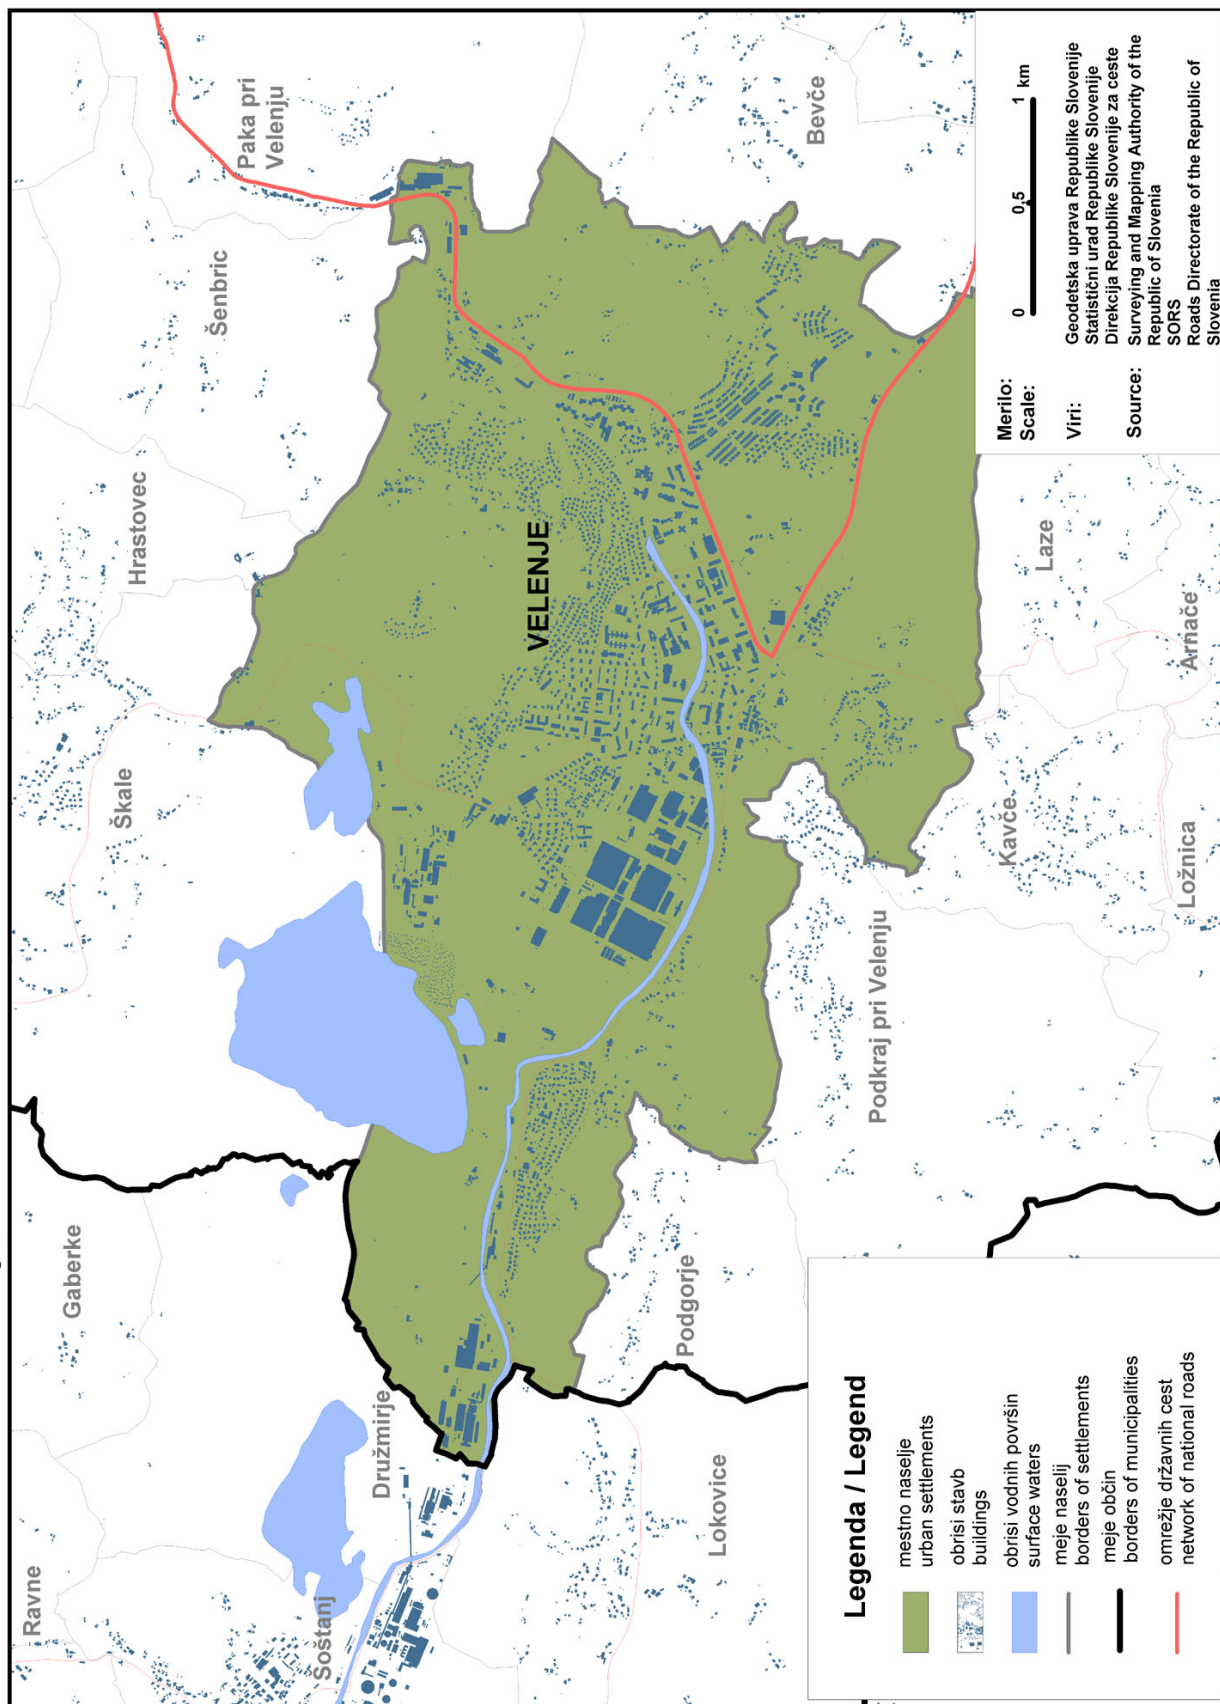 Ravne
Gaberke
Škale
Hrastovec
Šenbric
Paka pri
Velenju
Šoštanj
Družmirje
VELENJE
Lokovice
Podgorje
Podkraj pri Velenju
Kavče
Ložnica
Arnače
Laze
Bevče
Legenda / Legend
mestno naselje
urban settlements
obrisi stavb
buildings
obrisi vodnih površin
surface waters
meje naselij
borders of settlements
meje občin
borders of municipalities
omrežje državnih cest
network of national roads
Merilo:
Scale:
0 0,5 1 km
Viri:
Geodetska uprava Republike Slovenije
Statistični urad Republike Slovenije
Direkcija Republike Slovenije za ceste
Source:
Surveying and Mapping Authority of the
Republic of Slovenia
SORS
Roads Directorate of the Republic of
Slovenia